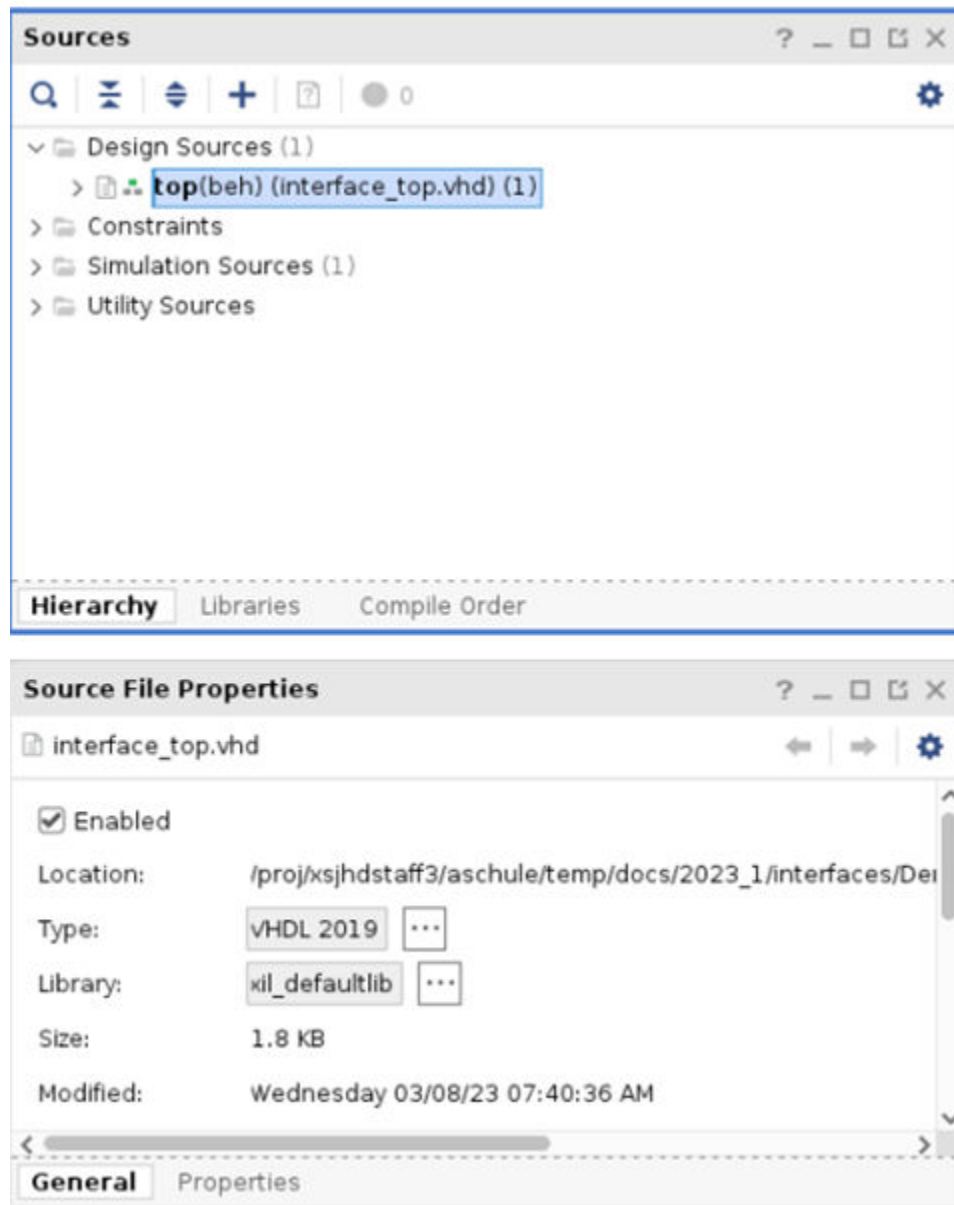 Sources
0
Design Sources (1)
top(beh) (interface_top.vhd) (1)
Constraints
Simulation Sources (1)
Utility Sources
Hierarchy Libraries Compile Order
Source File Properties
interface_top.vhd
Enabled
Location: /proj/xsjhdstaff3/aschule/temp/docs/2023_1/interfaces/
Type: VHDL 2019 ...
Library: xil_defaultlib ...
Size: 1.8 KB
Modified: Wednesday 03/08/23 07:40:36 AM
General Properties